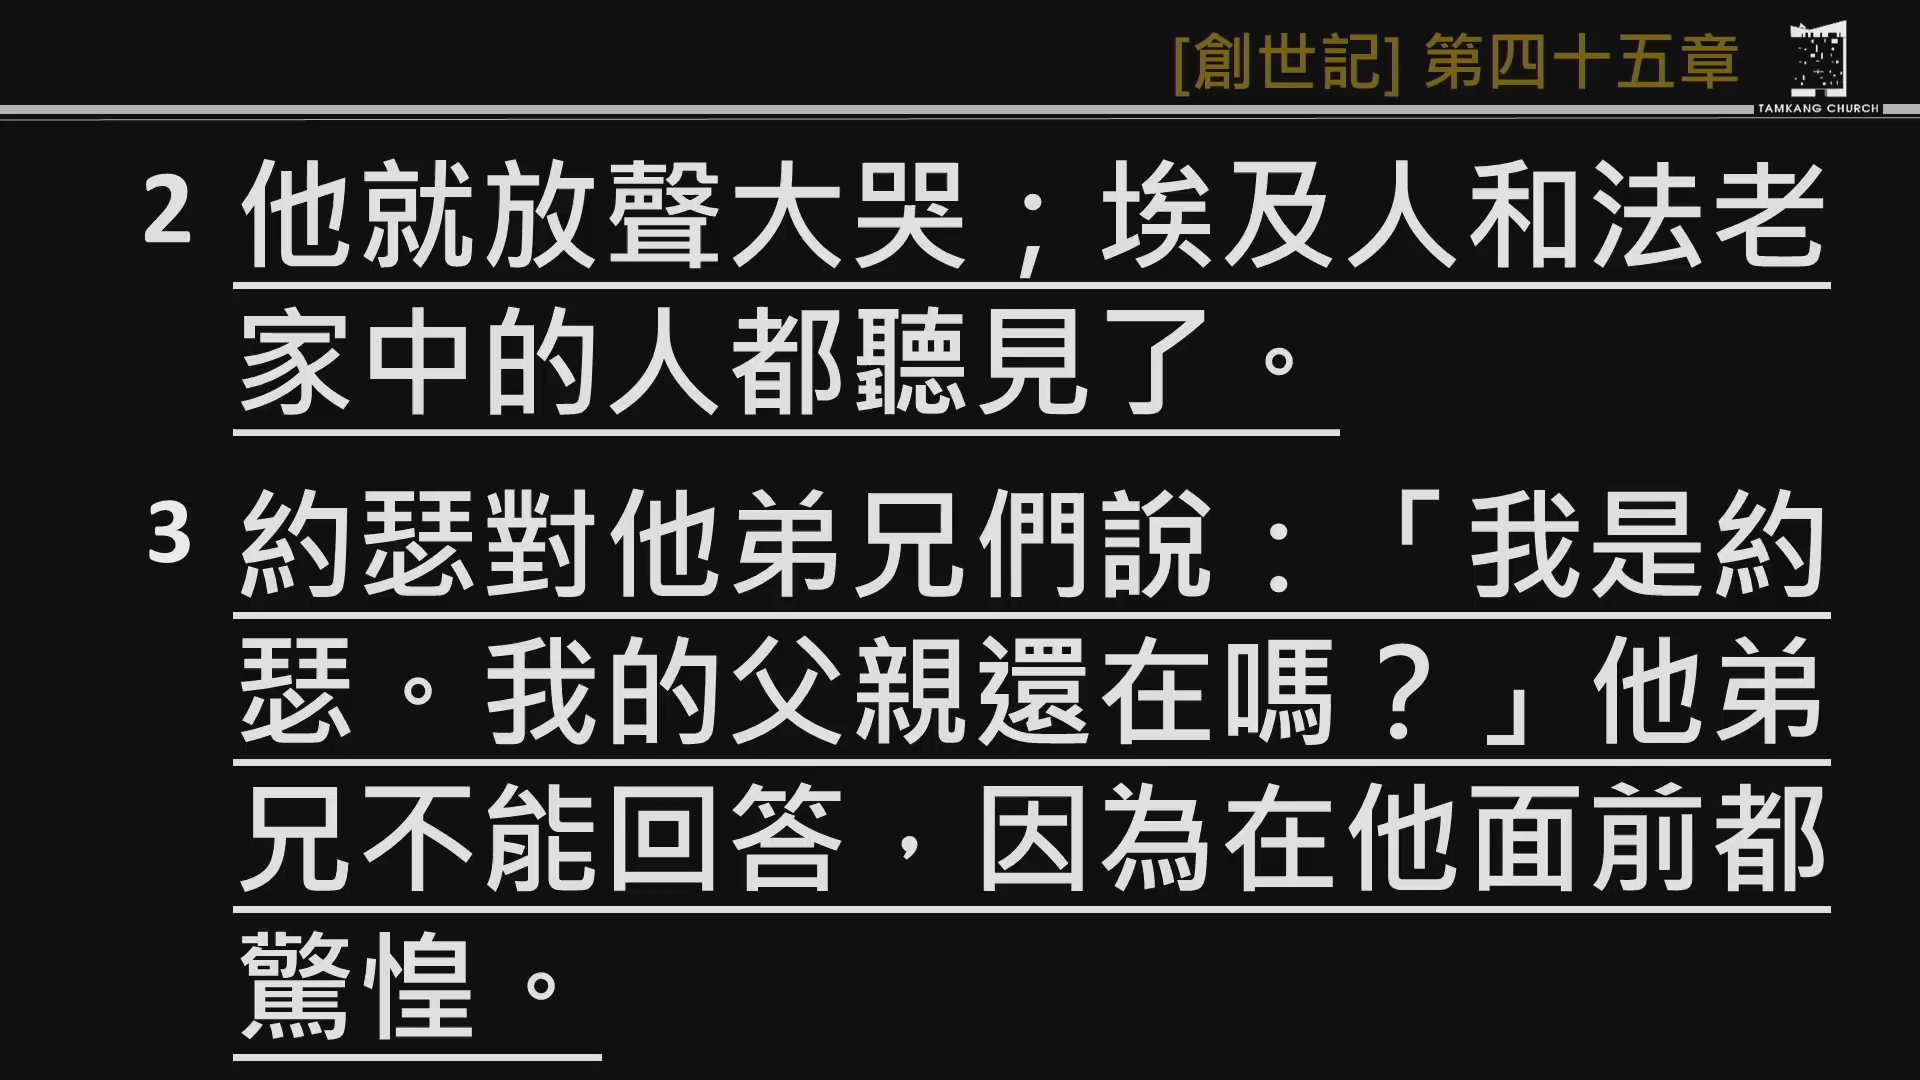 [創世記] 第四十五章
TAMKANG CHURCH
2 他就放聲大哭；埃及人和法老
家中的人都聽見了。
3 約瑟對他弟兄們說：「我是約
瑟。我的父親還在嗎？」他弟
兄不能回答，因為在他面前都
驚惶。